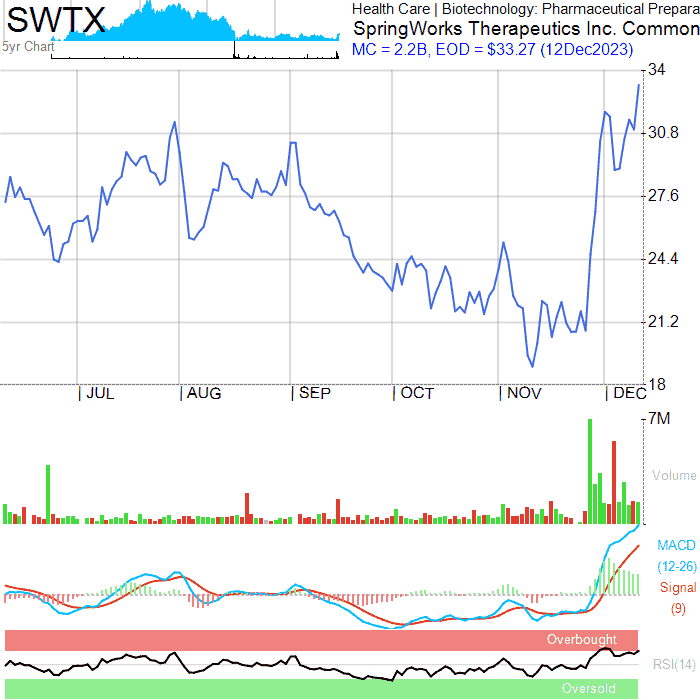 SWTX
Health Care | Biotechnology: Pharmaceutical Prepara
SpringWorks Therapeutics Inc. Common
5yr Chart
MC = 2.2B, EOD = $33.27 (12Dec2023)
34
30.8
27.6
24.4
21.2
18
| JUL | AUG | SEP | OCT | NOV | DEC
7M
Volume
MACD
(12-26)
Signal
(9)
Overbought
RSI(14)
Oversold